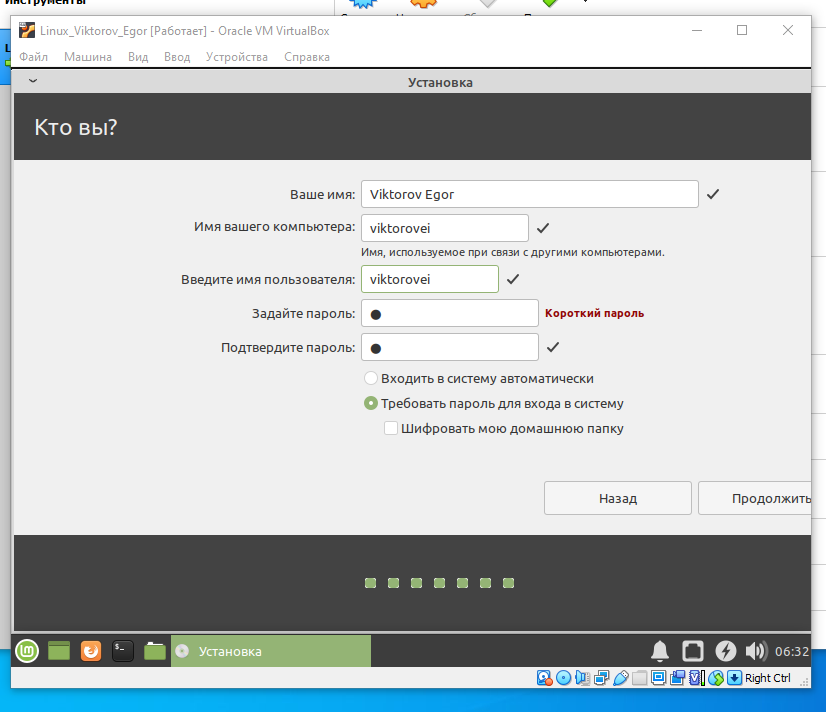 Инструменты
Linux_Viktorov_Egor [Работает] - Oracle VM VirtualBox
Файл Машина Вид Ввод Устройства Справка
Установка
Кто вы?
Ваше имя: Viktorov Egor
Имя вашего компьютера: viktorovei
Имя, используемое при связи с другими компьютерами.
Введите имя пользователя: viktorovei
Задайте пароль: ● Короткий пароль
Подтвердите пароль: ●
Входить в систему автоматически
Требовать пароль для входа в систему
Шифровать мою домашнюю папку
Назад Продолжить
Установка 06:32
Right Ctrl